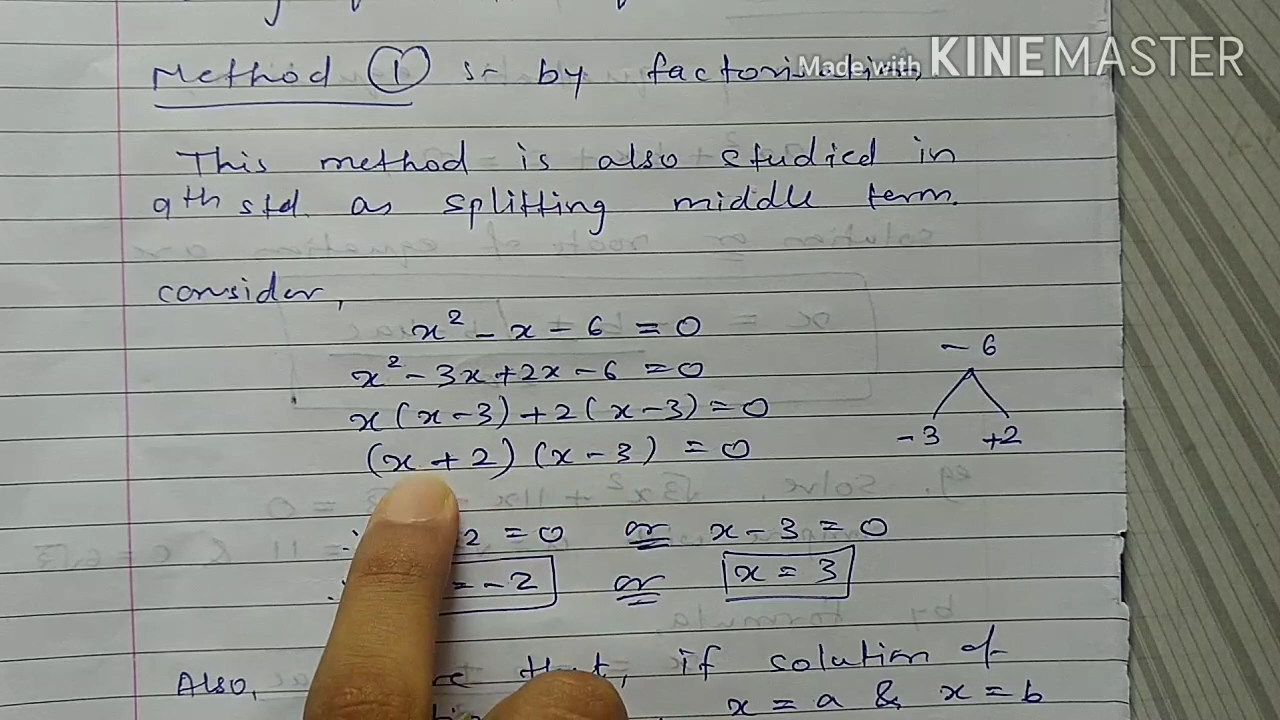 Method ① :- by factorisation,
Made with KINEMASTER
This method is also studied in
9th std. as splitting middle term.
consider,
x² - x - 6 = 0
x² - 3x + 2x - 6 = 0
x(x-3) + 2(x-3) = 0
(x + 2) (x - 3) = 0
- 6
-3 +2
2 = 0 or x - 3 = 0
= -2 or x = 3
Also, that, if solution of
x = a & x = b